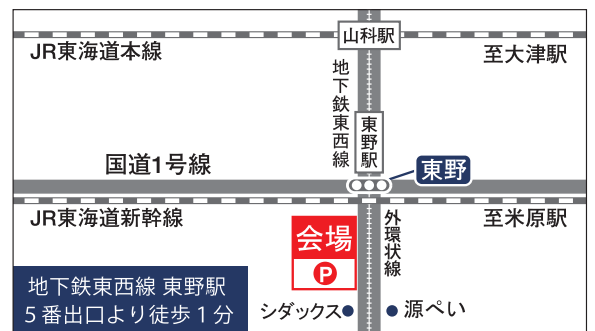 山科駅
JR東海道本線
至大津駅
地下鉄東西線
東野駅
国道1号線
東野
JR東海道新幹線
外環状線
至米原駅
会場
P
地下鉄東西線 東野駅
5番出口より徒歩1分
シダックス
源ぺい